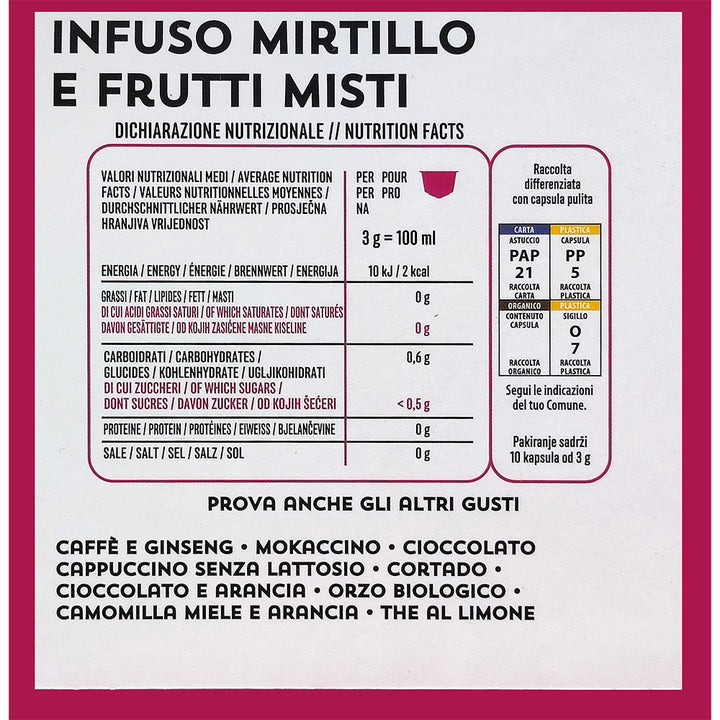 INFUSO MIRTILLO
E FRUTTI MISTI
DICHIARAZIONE NUTRIZIONALE // NUTRITION FACTS
VALORI NUTRIZIONALI MEDI / AVERAGE NUTRITION
FACTS / VALEURS NUTRITIONNELLES MOYENNES /
DURCHSCHNITTLICHER NÄHRWERT / PROSJEČNA
HRANJIVA VRIJEDNOST
PER POUR
PER PRO
NA
3 g = 100 ml
ENERGIA / ENERGY / ÉNERGIE / BRENNWERT / ENERGIJA
10 kJ / 2 kcal
GRASSI / FAT / LIPIDES / FETT / MASTI
0 g
DI CUI ACIDI GRASSI SATURI / OF WHICH SATURATES / DONT SATURÉS
DAVON GESÄTTIGTE / OD KOJIH ZASIĆENE MASNE KISELINE
0 g
CARBOIDRATI / CARBOHYDRATES /
GLUCIDES / KOHLENHYDRATE / UGLJIKOHIDRATI
0,6 g
DI CUI ZUCCHERI / OF WHICH SUGARS /
DONT SUCRES / DAVON ZUCKER / OD KOJIH ŠEĆERI
< 0,5 g
PROTEINE / PROTEIN / PROTÉINES / EIWEISS / BJELANČEVINE
0 g
SALE / SALT / SEL / SALZ / SOL
0 g
Raccolta
differenziata
con capsula pulita
CARTA
ASTUCCIO
PAP
21
RACCOLTA
CARTA
PLASTICA
CAPSULA
PP
5
RACCOLTA
PLASTICA
ORGANICO
CONTENUTO
CAPSULA
RACCOLTA
ORGANICO
PLASTICA
SIGILLO
O
7
RACCOLTA
PLASTICA
Segui le indicazioni
del tuo Comune.
Pakiranje sadrži
10 kapsula od 3 g
PROVA ANCHE GLI ALTRI GUSTI
CAFFÈ E GINSENG • MOKACCINO • CIOCCOLATO
CAPPUCCINO SENZA LATTOSIO • CORTADO •
CIOCCOLATO E ARANCIA • ORZO BIOLOGICO •
CAMOMILLA MIELE E ARANCIA • THE AL LIMONE